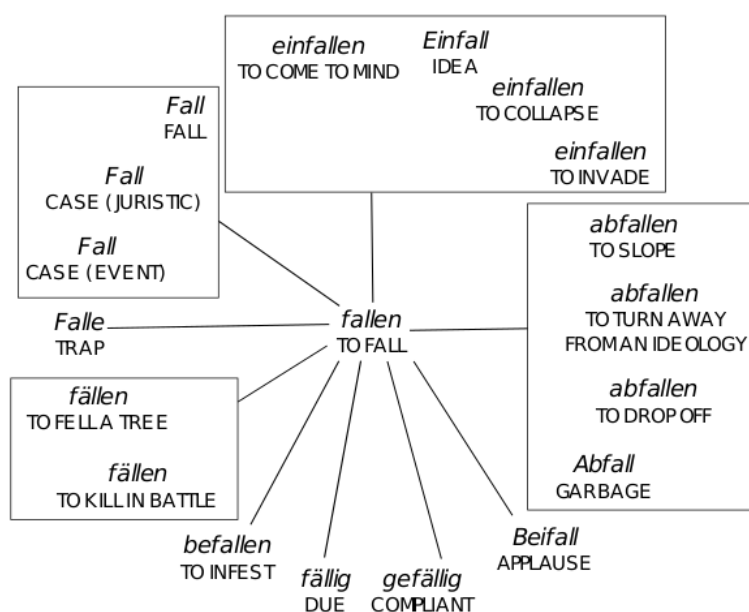 einfallen
TO COME TO MIND
Einfall
IDEA
einfallen
TO COLLAPSE
einfallen
TO INVADE
Fall
FALL
Fall
CASE (JURISTIC)
Fall
CASE (EVENT)
abfallen
TO SLOPE
abfallen
TO TURN AWAY
FROM AN IDEOLOGY
abfallen
TO DROP OFF
Abfall
GARBAGE
Falle
TRAP
fallen
TO FALL
fällen
TO FELL A TREE
fällen
TO KILL IN BATTLE
befallen
TO INFEST
fällig
DUE
gefällig
COMPLIANT
Beifall
APPLAUSE